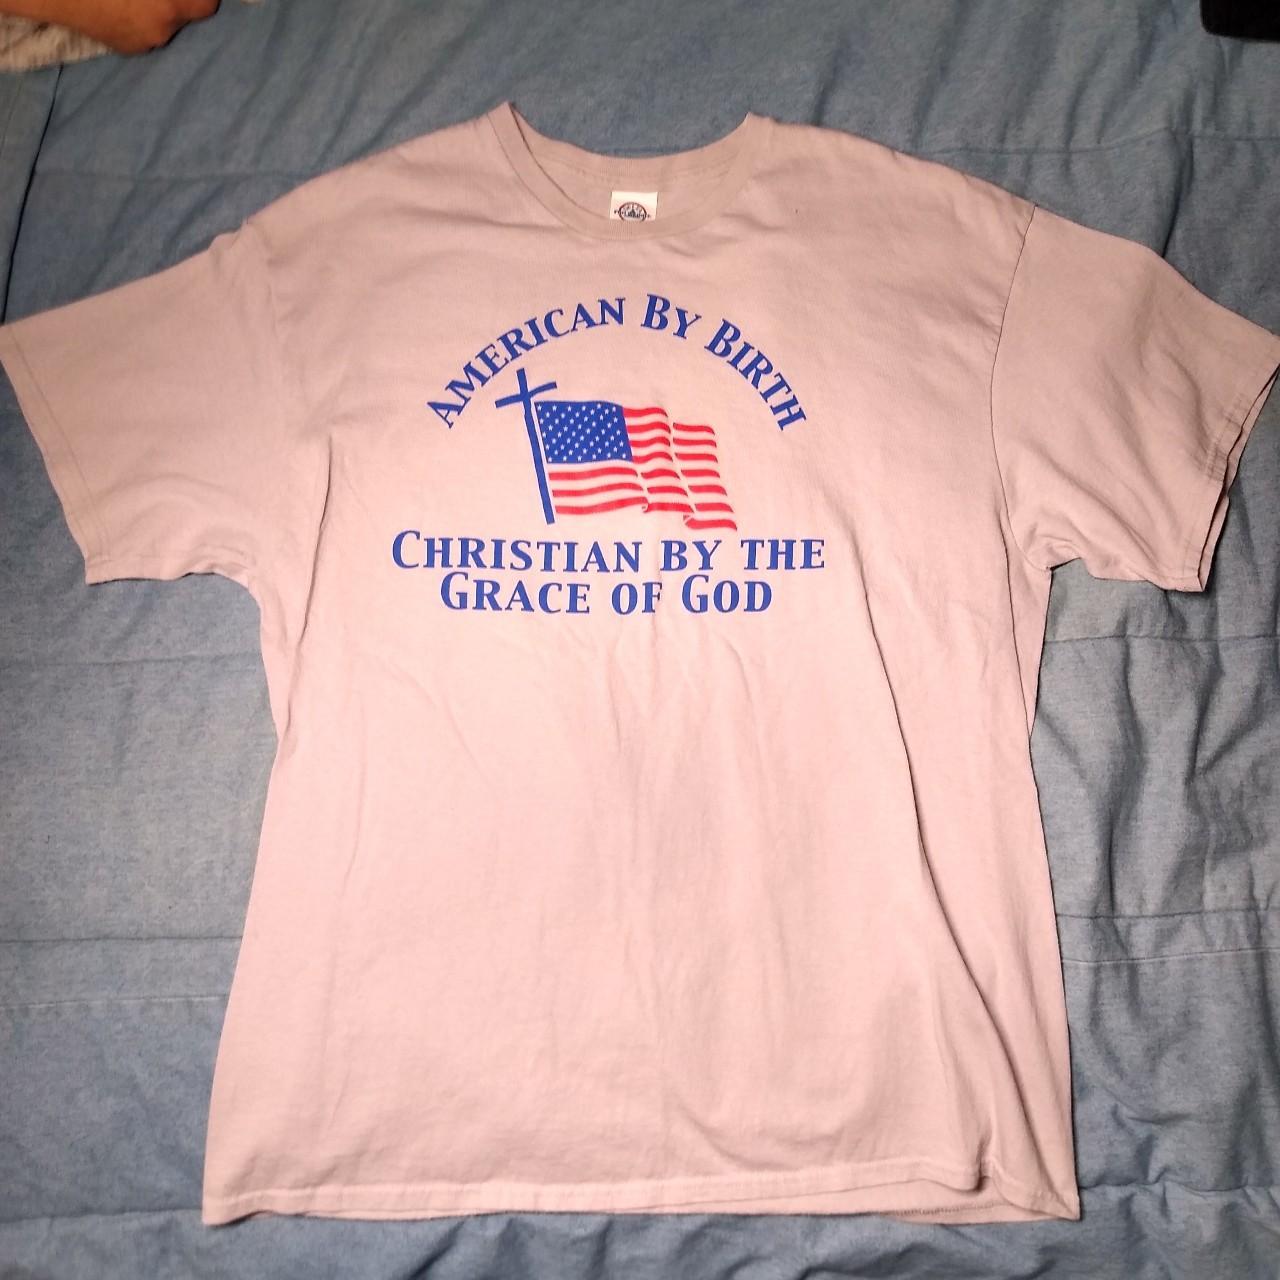 American By Birth
Christian by the
Grace of God